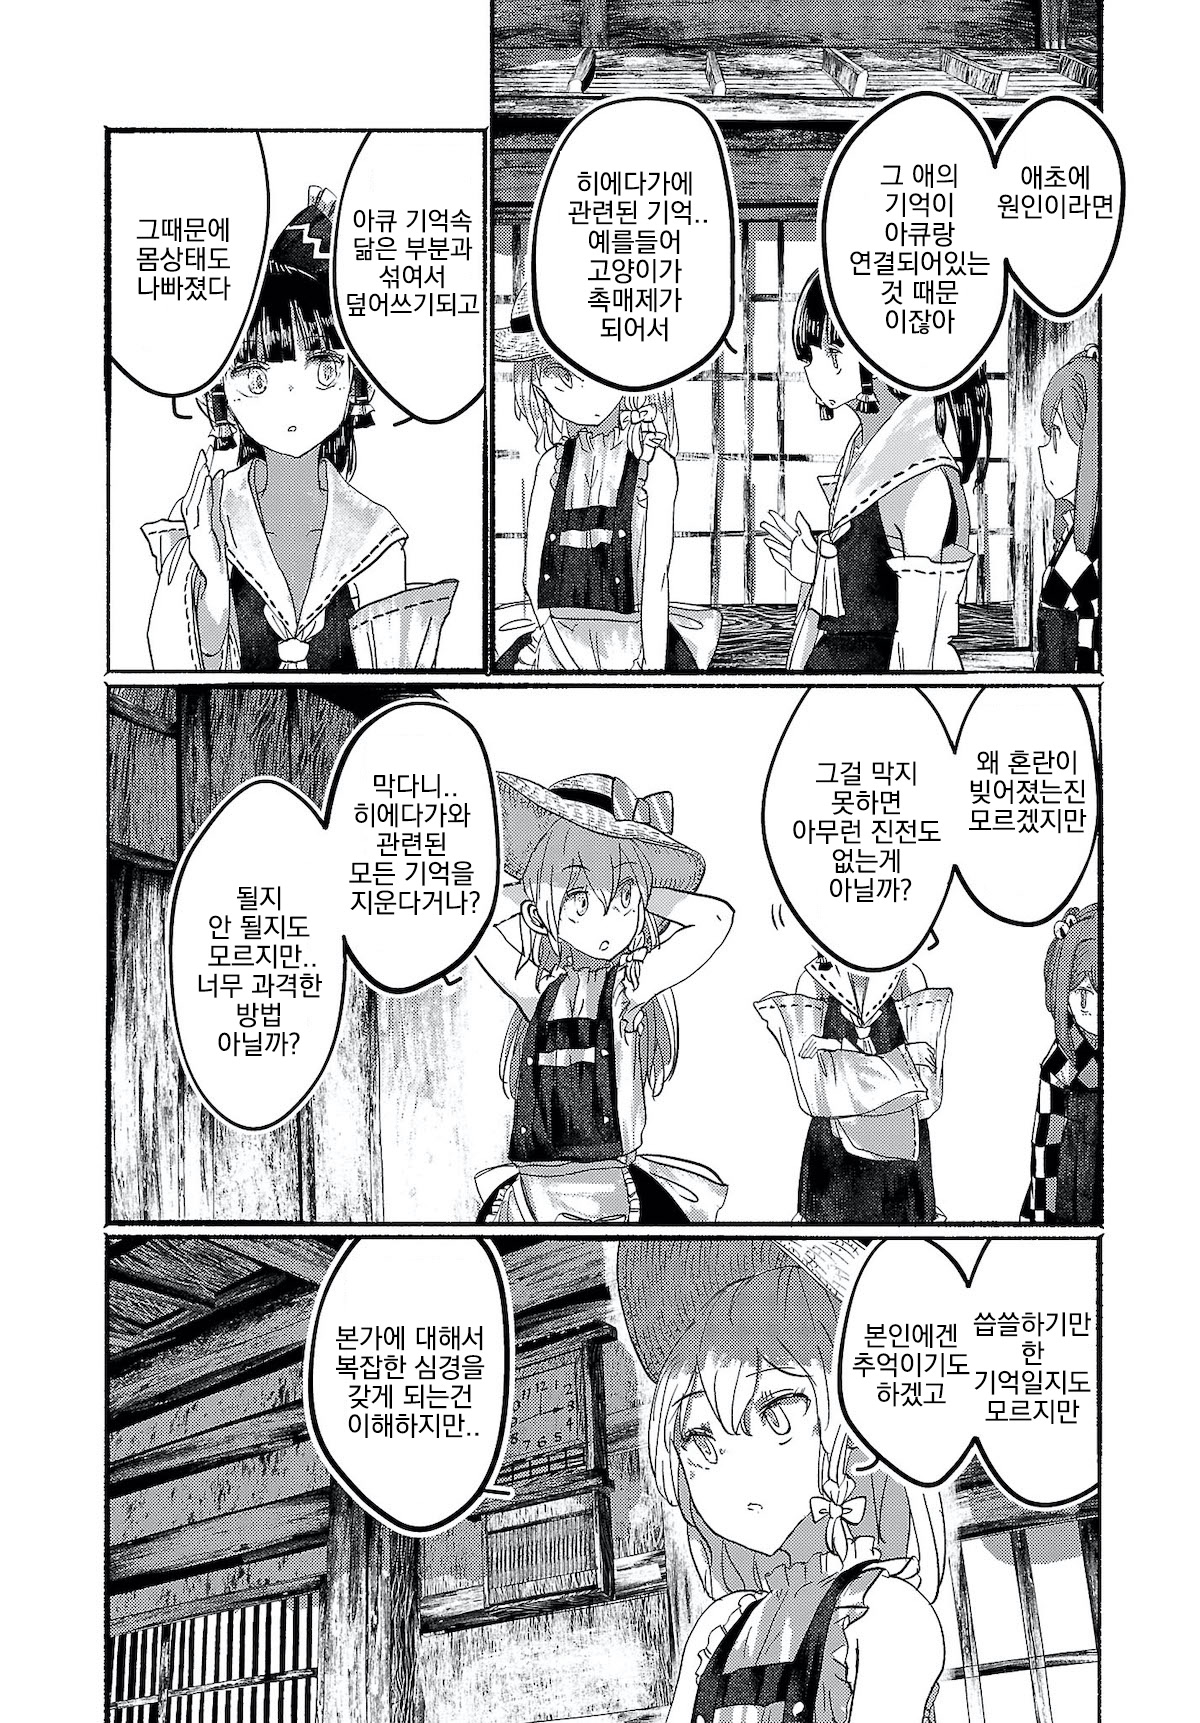 애초에
원인이라면
그 애의
기억이
아큐랑
연결되어있는
것 때문
이잖아
히에다가에
관련된 기억..
예를들어
고양이가
촉매제가
되어서
아큐 기억속
닮은 부분과
섞여서
덮어쓰기되고
그때문에
몸상태도
나빠졌다
왜 혼란이
빚어졌는진
모르겠지만
그걸 막지
못하면
아무런 진전도
없는게
아닐까?
막다니..
히에다가와
관련된
모든 기억을
지운다거나?
될지
안 될지도
모르지만..
너무 과격한
방법
아닐까?
씁쓸하기만
한
기억일지도
모르지만
본인에겐
추억이기도
하겠고
본가에 대해서
복잡한 심경을
갖게 되는건
이해하지만..